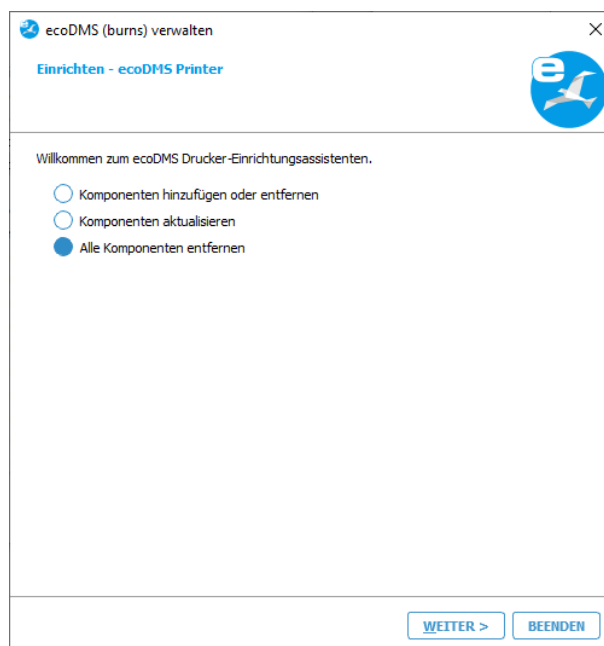 ecoDMS (burns) verwalten
Einrichten - ecoDMS Printer
e
Willkommen zum ecoDMS Drucker-Einrichtungsassistenten.
Komponenten hinzufügen oder entfernen
Komponenten aktualisieren
Alle Komponenten entfernen
WEITER > BEENDEN